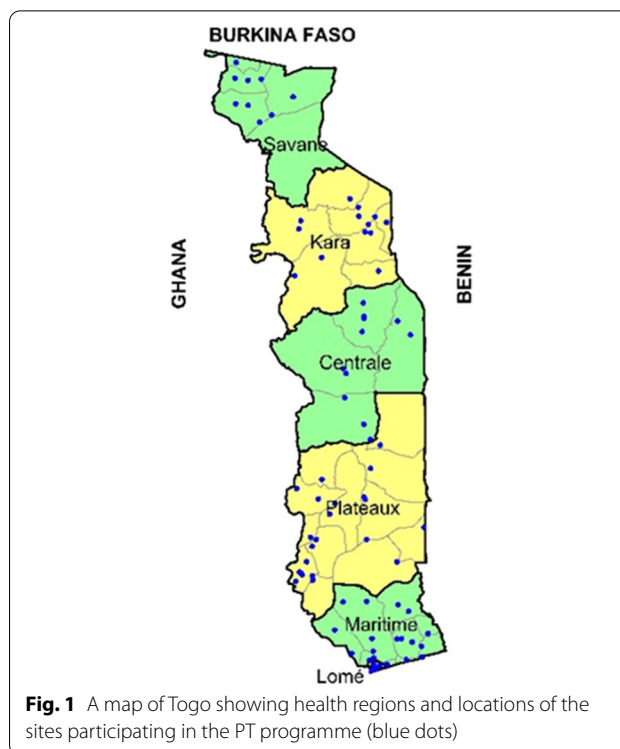 BURKINA FASO
Savane
Kara
GHANA
BENIN
Centrale
Plateaux
Maritime
Lomé
Fig. 1 A map of Togo showing health regions and locations of the
sites participating in the PT programme (blue dots)